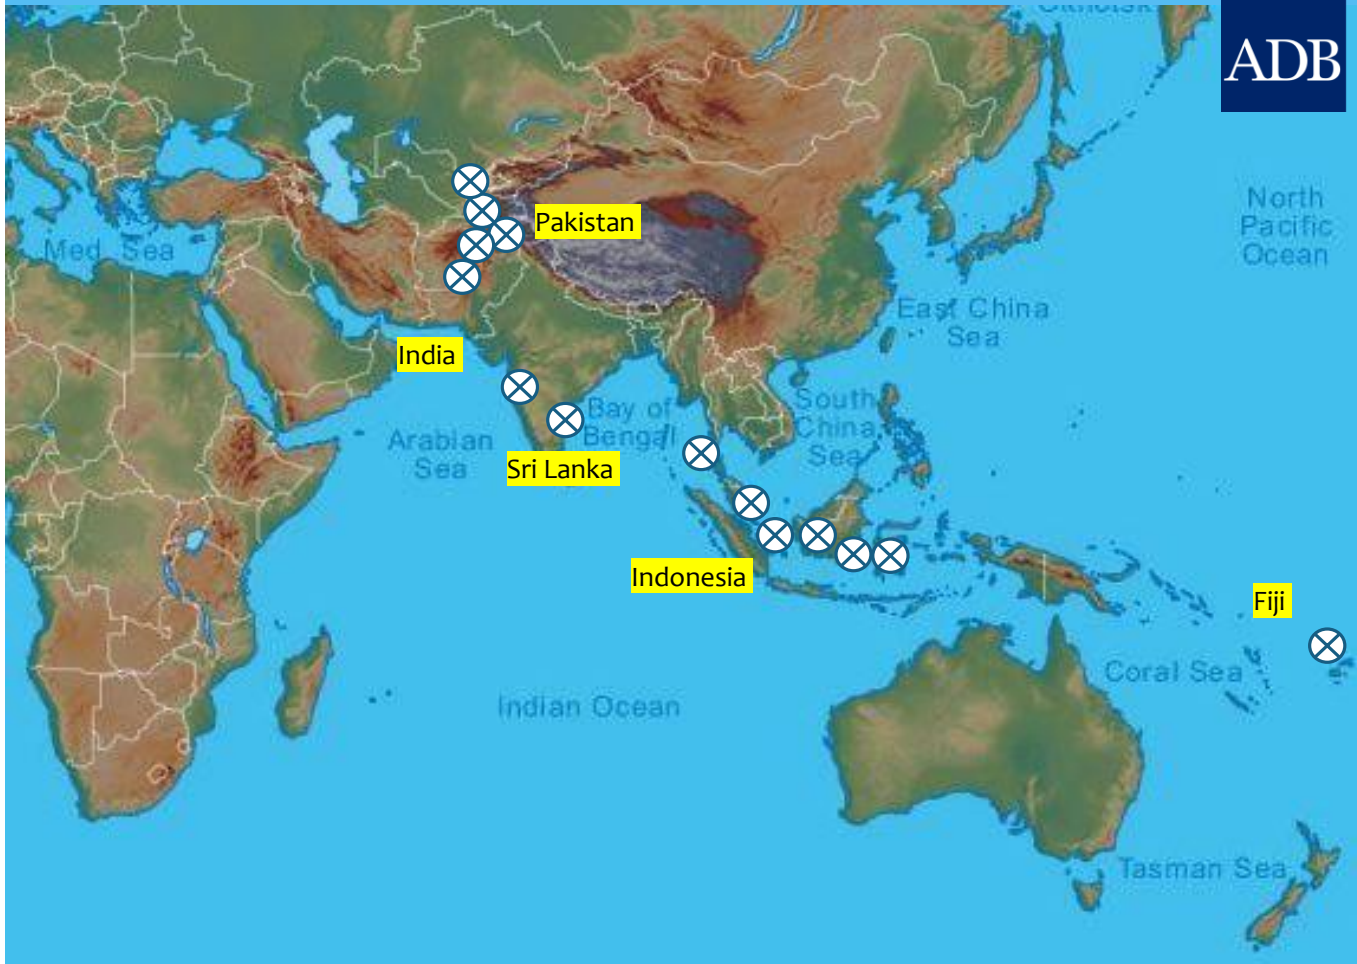 ADB
North
Pacific
Ocean
Pakistan
Med. Sea
East China
Sea
India
South
China
Sea
Bay of
Bengal
Arabian
Sea
Sri Lanka
Indonesia
Fiji
Coral Sea
Indian Ocean
Tasman Sea